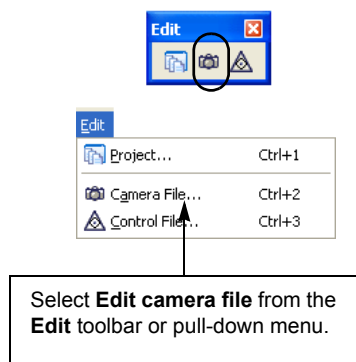 Edit
Edit
Project... Ctrl+1
Camera File... Ctrl+2
Control File... Ctrl+3
Select Edit camera file from the
Edit toolbar or pull-down menu.